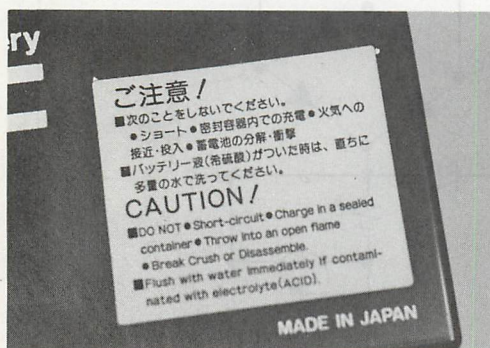 ry
ご注意!
■次のことをしないでください。
●ショート●密封容器内での充電●火気への
接近・投入●蓄電池の分解・衝撃
■バッテリー液(希硫酸)がついた時は、直ちに
多量の水で洗ってください。
CAUTION!
■DO NOT●Short-circuit●Charge in a sealed
container●Throw into an open flame
●Break Crush or Disassemble.
■Flush with water immediately if contami-
nated with electrolyte(ACID).
MADE IN JAPAN